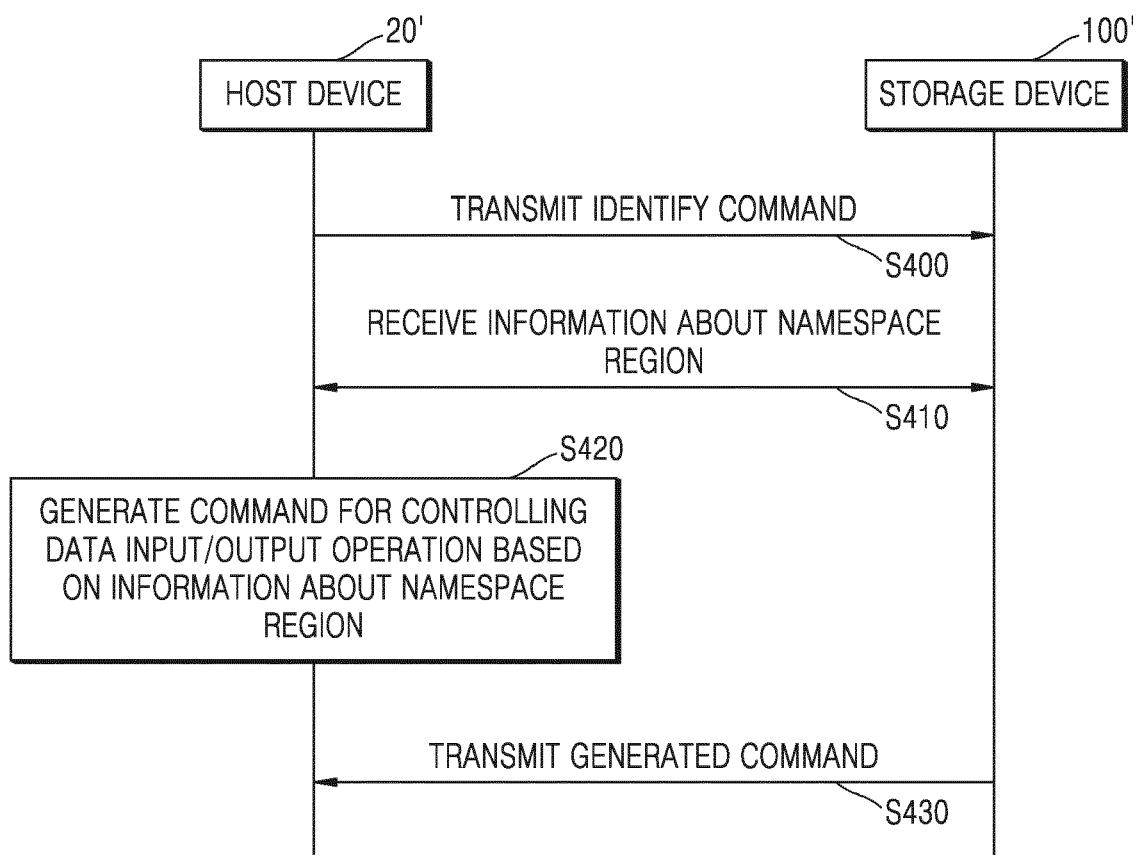 20'
100'
HOST DEVICE
STORAGE DEVICE
TRANSMIT IDENTIFY COMMAND
S400
RECEIVE INFORMATION ABOUT NAMESPACE
REGION
S410
S420
GENERATE COMMAND FOR CONTROLLING
DATA INPUT/OUTPUT OPERATION BASED
ON INFORMATION ABOUT NAMESPACE
REGION
TRANSMIT GENERATED COMMAND
S430